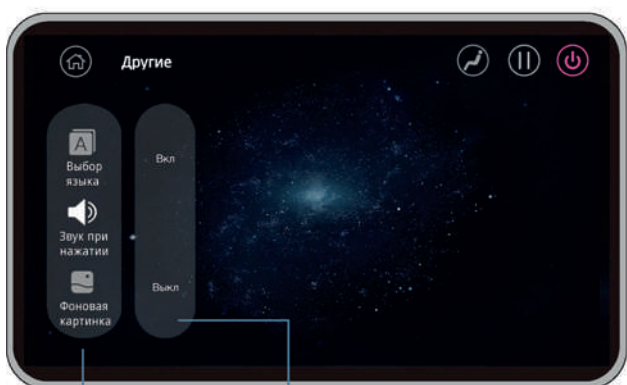 Другие
A
Выбор
языка
Звук при
нажатии
Фоновая
картинка
Вкл
Выкл